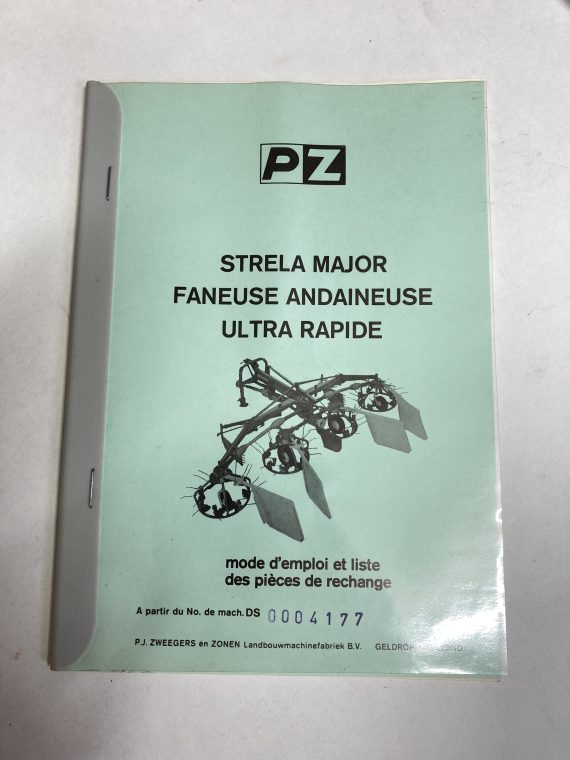 PZ
STRELA MAJOR
FANEUSE ANDAINEUSE
ULTRA RAPIDE
mode d'emploi et liste
des pièces de rechange
A partir du No. de mach. DS 0004177
P.J. ZWEEGERS en ZONEN Landbouwmachinefabriek B.V.